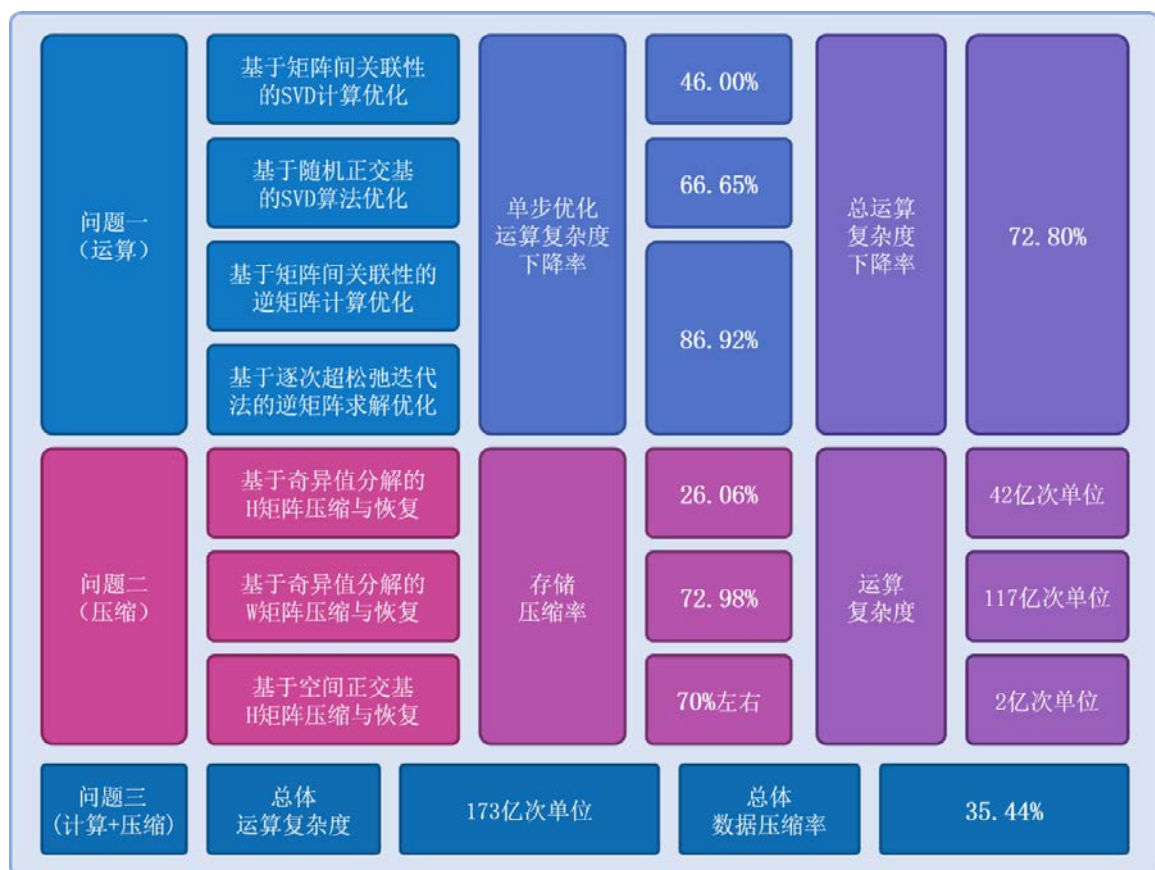 问题一
（运算）
基于矩阵间关联性
的SVD计算优化
基于随机正交基
的SVD算法优化
基于矩阵间关联性的
逆矩阵计算优化
基于逐次超松弛迭代
法的逆矩阵求解优化
单步优化
运算复杂度
下降率
46.00%
66.65%
86.92%
总运算
复杂度
下降率
72.80%
问题二
（压缩）
基于奇异值分解的
H矩阵压缩与恢复
基于奇异值分解的
W矩阵压缩与恢复
基于空间正交基
H矩阵压缩与恢复
存储
压缩率
26.06%
72.98%
70%左右
运算
复杂度
42亿次单位
117亿次单位
2亿次单位
问题三
(计算+压缩)
总体
运算复杂度
173亿次单位
总体
数据压缩率
35.44%